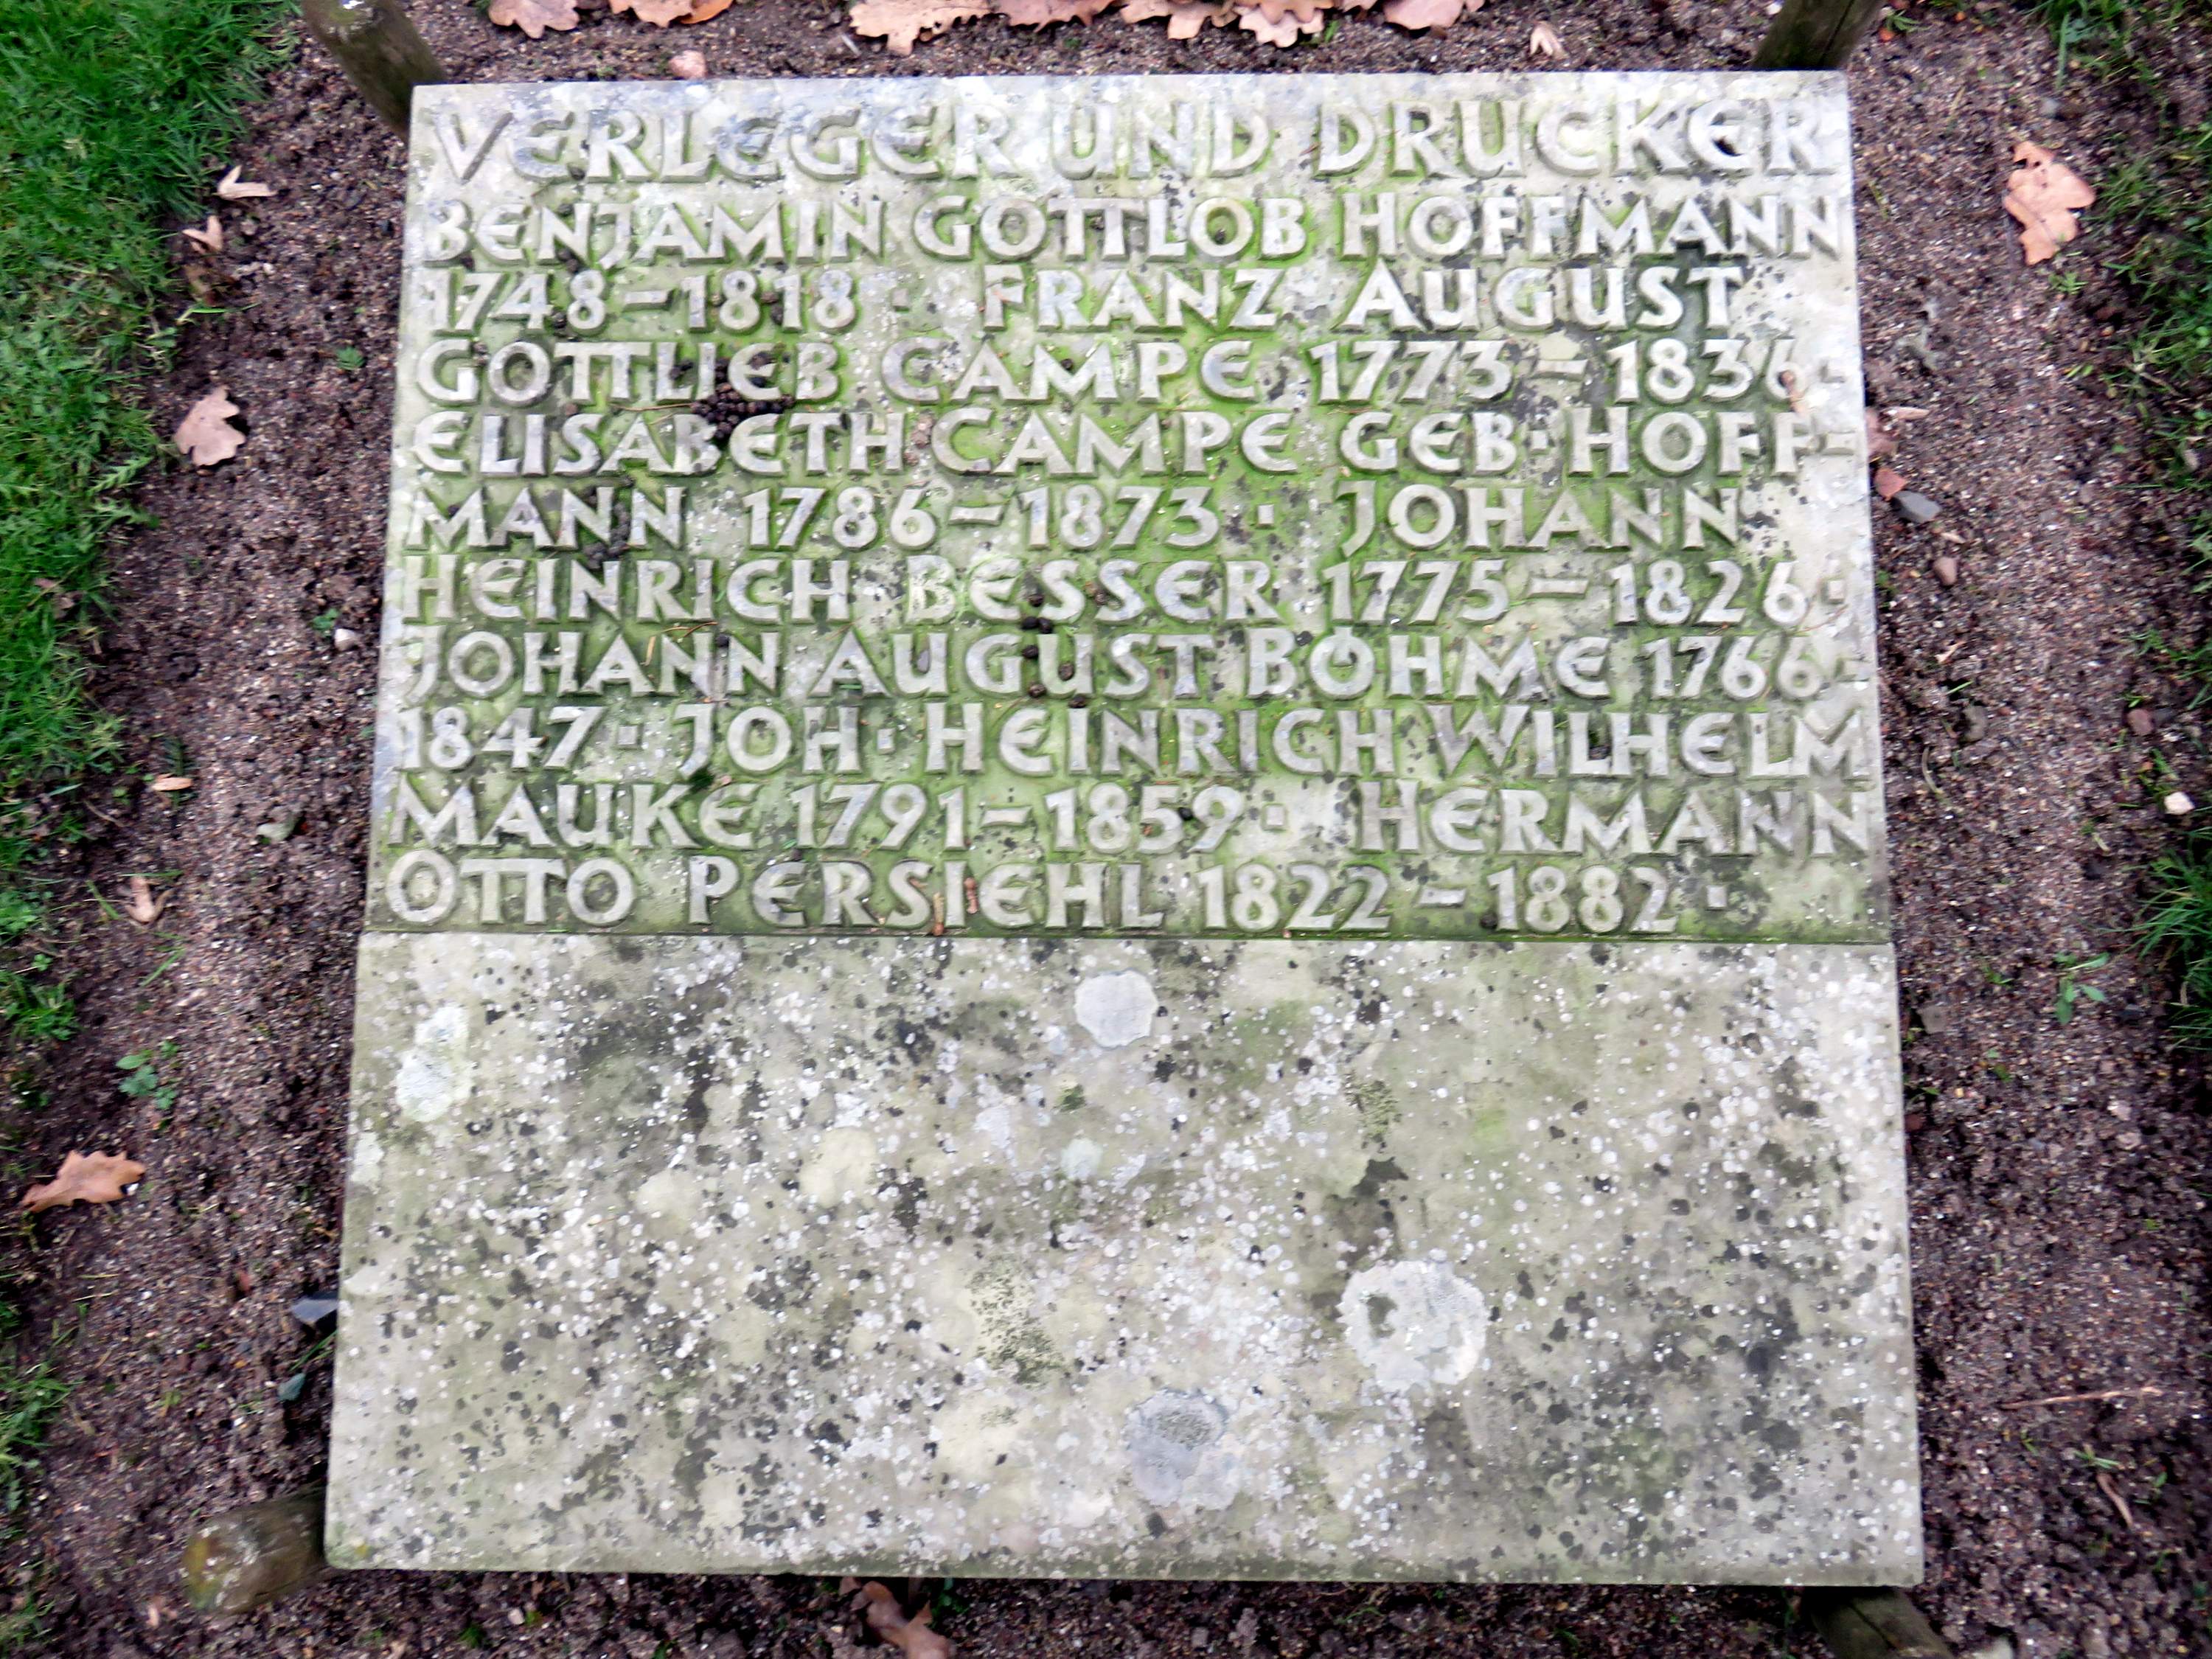 VERLEGER UND DRUCKER
BENJAMIN GOTTLOB HOFFMANN
1748–1818 · FRANZ AUGUST
GOTTLIEB CAMPE 1773–1836·
ELISABETH CAMPE GEB·HOFF-
MANN 1786–1873 · JOHANN
HEINRICH BESSER 1775–1826·
JOHANN AUGUST BÖHME 1766-
1847· JOH· HEINRICH WILHELM
MAUKE 1791–1859· HERMANN
OTTO PERSIEHL 1822–1882·